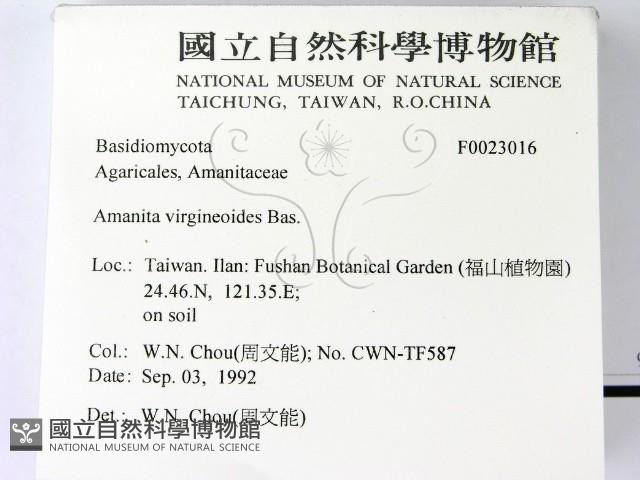 國立自然科學博物館
NATIONAL MUSEUM OF NATURAL SCIENCE
TAICHUNG, TAIWAN, R.O.CHINA
Basidiomycota F0023016
Agaricales, Amanitaceae
Amanita virgineoides Bas.
Loc.: Taiwan. Ilan: Fushan Botanical Garden (福山植物園)
24.46.N, 121.35.E;
on soil
Col.: W.N. Chou(周文能); No. CWN-TF587
Date: Sep. 03, 1992
Det.: W.N. Chou(周文能)
國立自然科學博物館
NATIONAL MUSEUM OF NATURAL SCIENCE